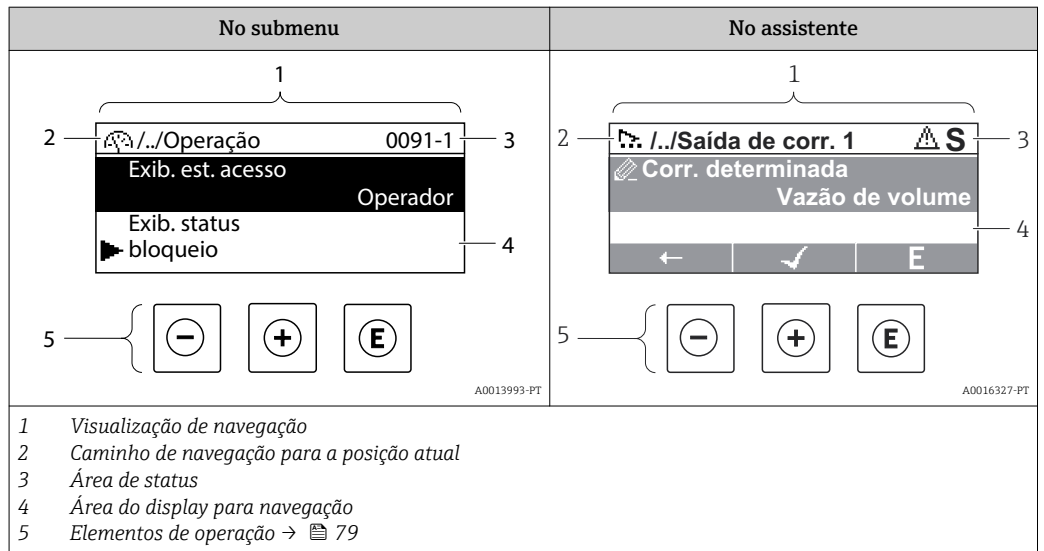 No submenu
No assistente
1
2
/../Operação 0091-1
3
Exib. est. acesso
Operador
Exib. status
bloqueio
4
5
- + E
A0013993-PT
1
2
/../Saída de corr. 1 S
3
Corr. determinada
Vazão de volume
4
← ✓ E
5
- + E
A0016327-PT
1 Visualização de navegação
2 Caminho de navegação para a posição atual
3 Área de status
4 Área do display para navegação
5 Elementos de operação → 79